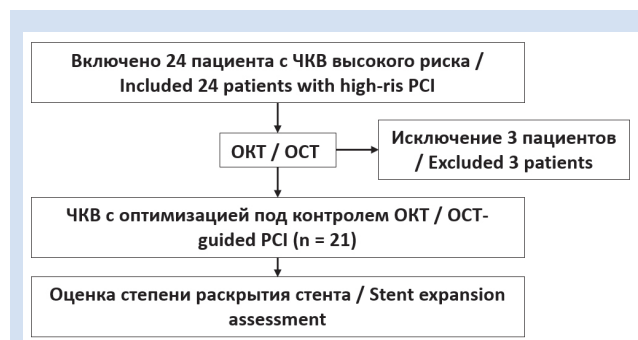 Включено 24 пациента с ЧКВ высокого риска /
Included 24 patients with high-ris PCI
ОКТ / OCT
Исключение 3 пациентов
/ Excluded 3 patients
ЧКВ с оптимизацией под контролем ОКТ / OCT-
guided PCI (n = 21)
Оценка степени раскрытия стента / Stent expansion
assessment